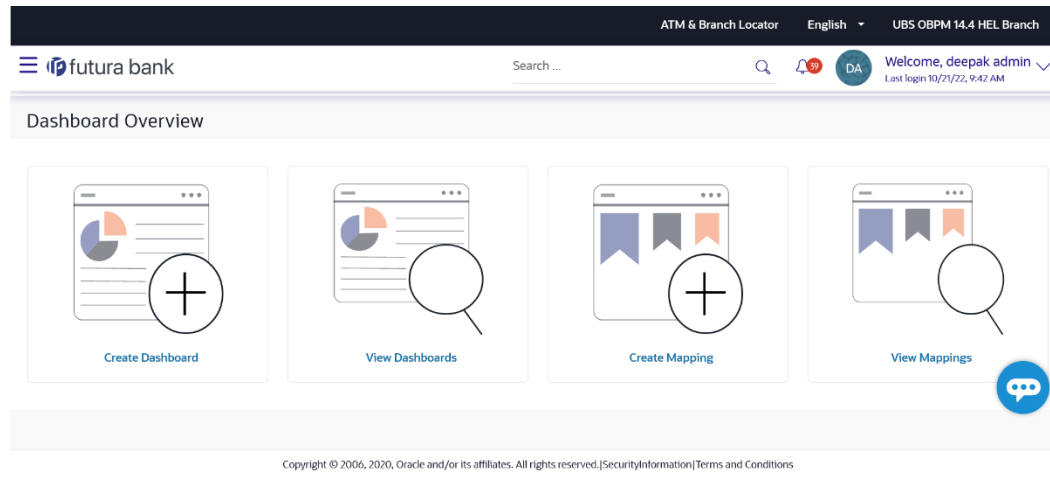 ATM & Branch Locator English UBS OBPM 14.4 HEL Branch
futura bank Search ... 39 DA Welcome, deepak admin
Last login 10/21/22, 9:42 AM
Dashboard Overview
Create Dashboard View Dashboards Create Mapping View Mappings
Copyright © 2006, 2020, Oracle and/or its affiliates. All rights reserved.|SecurityInformation|Terms and Conditions